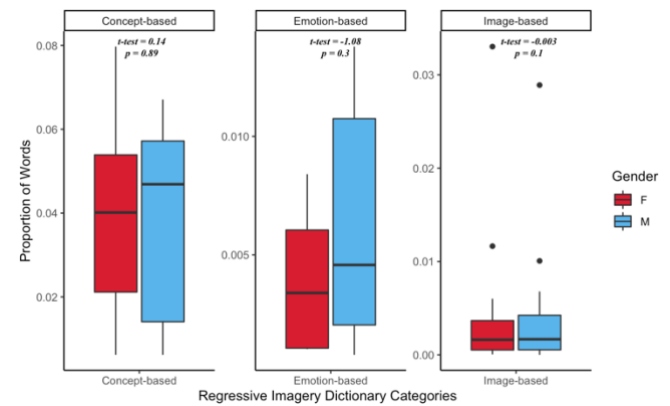 Concept-based
Emotion-based
Image-based
t-test = 0.14
p = 0.89
t-test = -1.08
p = 0.3
t-test = -0.003
p = 0.1
Proportion of Words
0.08
0.06
0.04
0.02
0.010
0.005
0.03
0.02
0.01
0.00
Gender
F
M
Concept-based
Emotion-based
Image-based
Regressive Imagery Dictionary Categories